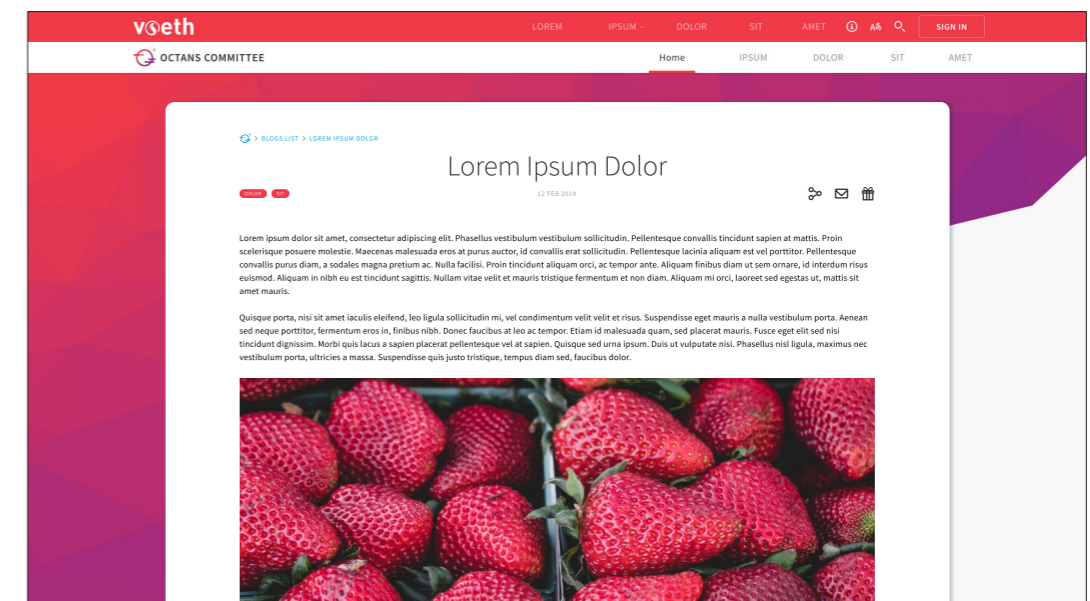 vseth
LOREM IPSUM DOLOR SIT AMET SIGN IN
OCTANS COMMITTEE
Home IPSUM DOLOR SIT AMET
> BLOGS LIST > LOREM IPSUM DOLOR
Lorem Ipsum Dolor
DOLOR SIT
12 FEB 2019
Lorem ipsum dolor sit amet, consectetur adipiscing elit. Phasellus vestibulum vestibulum sollicitudin. Pellentesque convallis tincidunt sapien at mattis. Proin
scelerisque posuere molestie. Maecenas malesuada eros at purus auctor, id convallis erat sollicitudin. Pellentesque lacinia aliquam est vel porttitor. Pellentesque
convallis purus diam, a sodales magna pretium ac. Nulla facilisi. Proin tincidunt aliquam orci, ac tempor ante. Aliquam finibus diam ut sem ornare, id interdum risus
euismod. Aliquam in nibh eu est tincidunt sagittis. Nullam vitae velit et mauris tristique fermentum et non diam. Aliquam mi orci, laoreet sed egestas ut, mattis sit
amet mauris.
Quisque porta, nisi sit amet iaculis eleifend, leo ligula sollicitudin mi, vel condimentum velit velit et risus. Suspendisse eget mauris a nulla vestibulum porta. Aenean
sed neque porttitor, fermentum eros in, finibus nibh. Donec faucibus at leo ac tempor. Etiam id malesuada quam, sed placerat mauris. Fusce eget elit sed nisi
tincidunt dignissim. Morbi quis lacus a sapien placerat pellentesque vel at sapien. Quisque sed urna ipsum. Duis ut vulputate nisi. Phasellus nisl ligula, maximus nec
vestibulum porta, ultricies a massa. Suspendisse quis justo tristique, tempus diam sed, faucibus dolor.